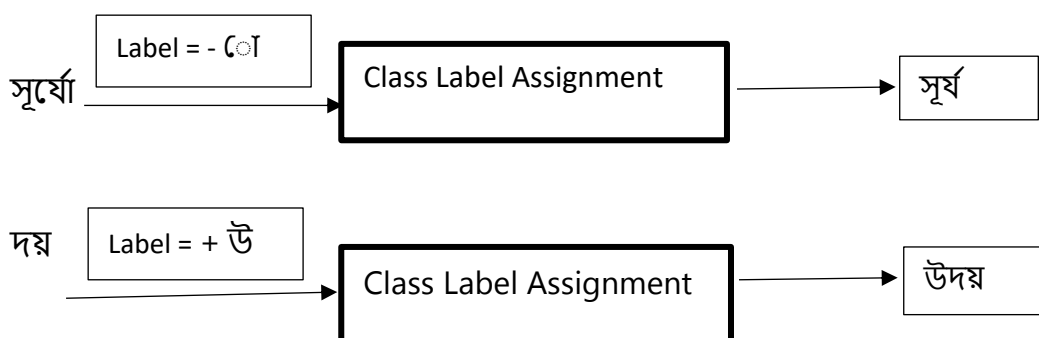 Label = - ো
সূর্যো
Class Label Assignment
সূর্য
দয়
Label = + উ
Class Label Assignment
উদয়